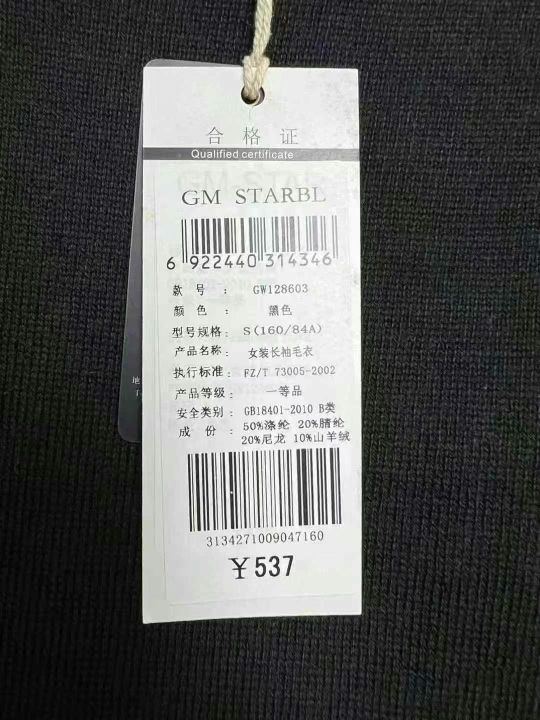 合格证
Qualified certificate
GM STARBL
6 922440 314346
款号: GW128603
颜色: 黑色
型号规格: S(160/84A)
产品名称: 女装长袖毛衣
执行标准: FZ/T 73005-2002
产品等级: 一等品
安全类别: GB18401-2010 B类
成份: 50%涤纶 20%腈纶
20%尼龙 10%山羊绒
3134271009047160
¥537